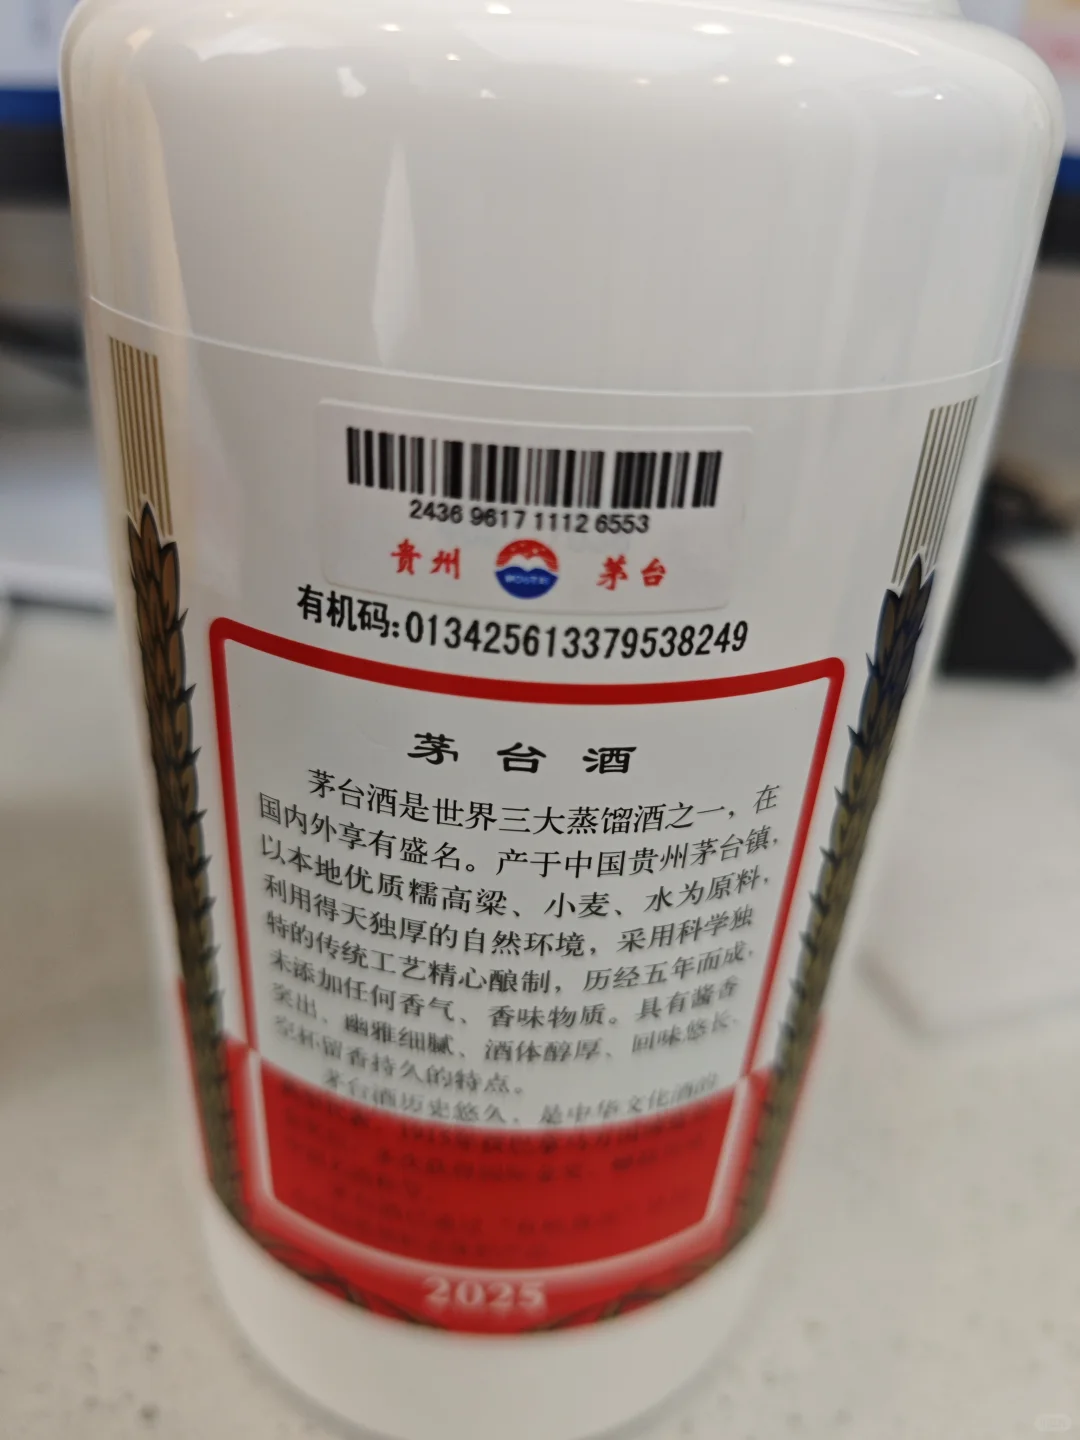 2436 9617 1112 6553
贵州 茅台
有机码:013425613379538249
茅台酒
茅台酒是世界三大蒸馏酒之一，在
国内外享有盛名。产于中国贵州茅台镇，
以本地优质糯高粱、小麦、水为原料，
利用得天独厚的自然环境，采用科学独
特的传统工艺精心酿制，历经五年而成，
未添加任何香气、香味物质。具有酱香
突出、幽雅细腻、酒体醇厚、回味悠长、
空杯留香持久的特点。
茅台酒历史悠久，是中华文化酒的
2025